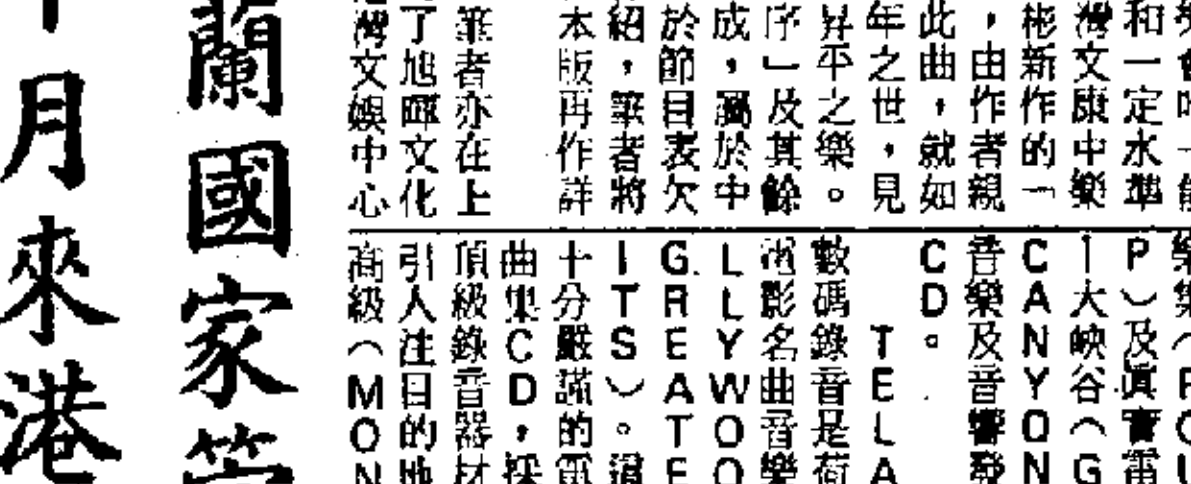 和一定水準
灣文康中樂
彬新作的一
，由作者親
此曲，就如
年之世，見
昇平之樂。
序」及其餘
成，屬於中
於節目表欠
紹，筆者將
本版再作詳
筆者亦在上
了旭暉文化
灣文娛中心
P）及真實電
大峽谷（G
CANYON
音樂及音響發
CD。
TELA
數碼錄音是荷
電影名曲音樂
LLYWOO
GREATE
ITS）。這
十分嚴謹的電
曲集CD，採
頂級錄音器材
引人注目的地
高級（MON
蘭國家管
月來港